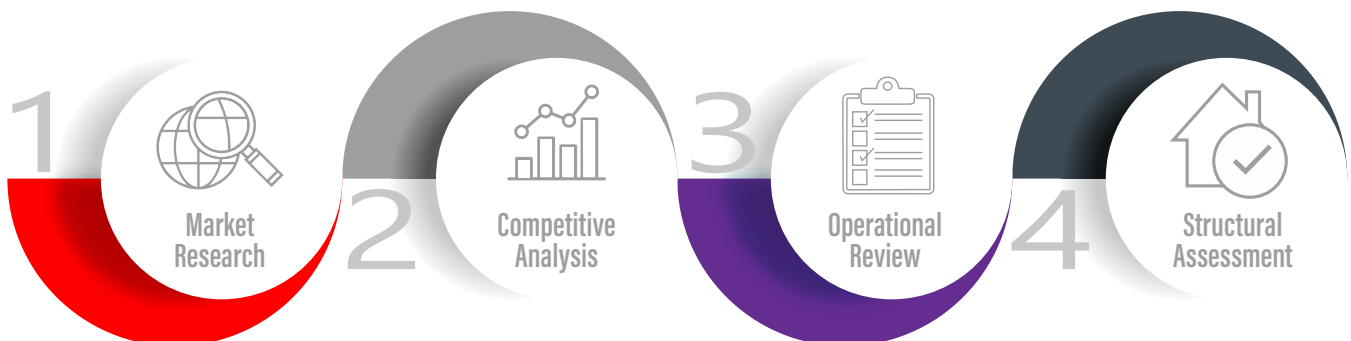 1
Market
Research
2
Competitive
Analysis
3
Operational
Review
4
Structural
Assessment